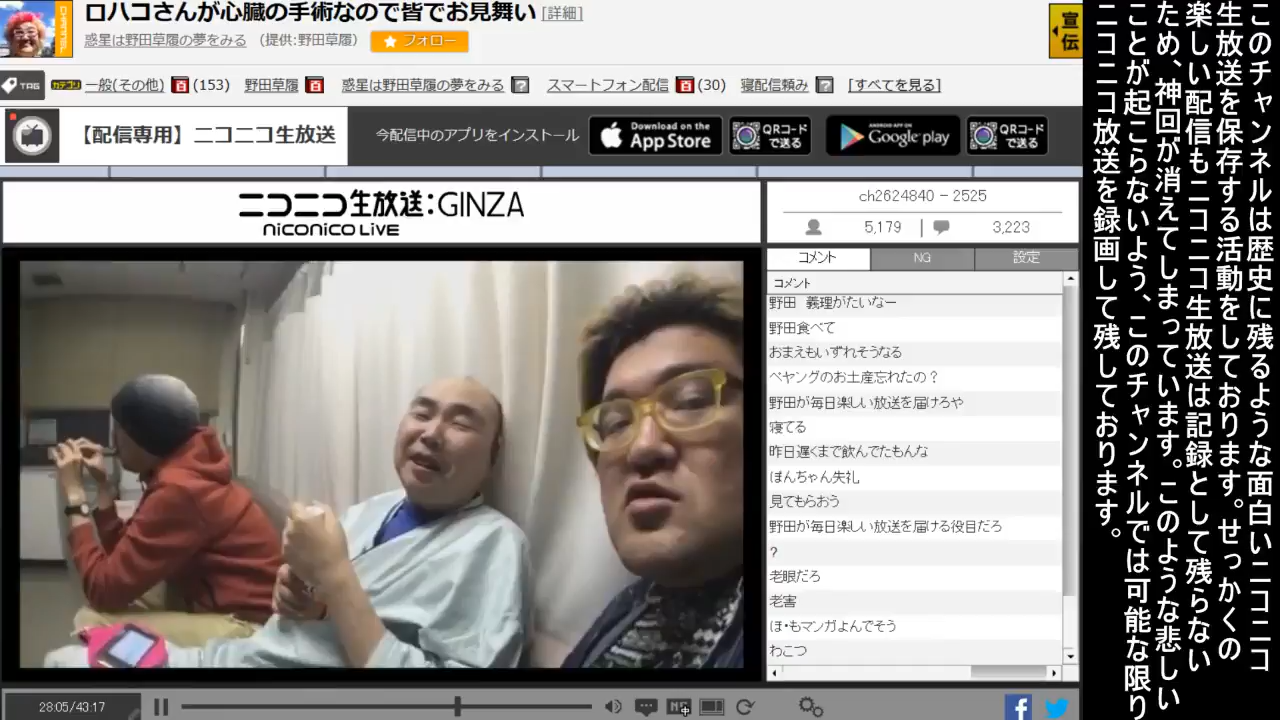 ロハコさんが心臓の手術なので皆でお見舞い [詳細]
惑星は野田草履の夢をみる (提供:野田草履) フォロー
CHANNEL
宣伝
TAG カテゴリ 一般(その他) (153) 野田草履 惑星は野田草履の夢をみる ? スマートフォン配信 (30) 寝配信頼み ? [すべてを見る]
【配信専用】ニコニコ生放送 今配信中のアプリをインストール Download on the App Store QRコードで送る ANDROID APP ON Google play QRコードで送る
ニコニコ生放送:GINZA
niconico LIVE
ch2624840 - 2525
5,179 | 3,223
コメント NG 設定
コメント
野田 義理がたいなー
野田食べて
おまえもいずれそうなる
ペヤングのお土産忘れたの?
野田が毎日楽しい放送を届けろや
寝てる
昨日遅くまで飲んでたもんな
ぽんちゃん失礼
見てもらおう
野田が毎日楽しい放送を届ける役目だろ
?
老眼だろ
老害
ほ・もマンガよんでそう
わこつ
28:05/43:17
このチャンネルは歴史に残るような面白いニコニコ
生放送を保存する活動をしております。せっかくの
楽しい配信もニコニコ生放送は記録として残らない
ため、神回が消えてしまっています。このような悲しい
ことが起こらないよう、このチャンネルでは可能な限り
ニコニコ放送を録画して残しております。